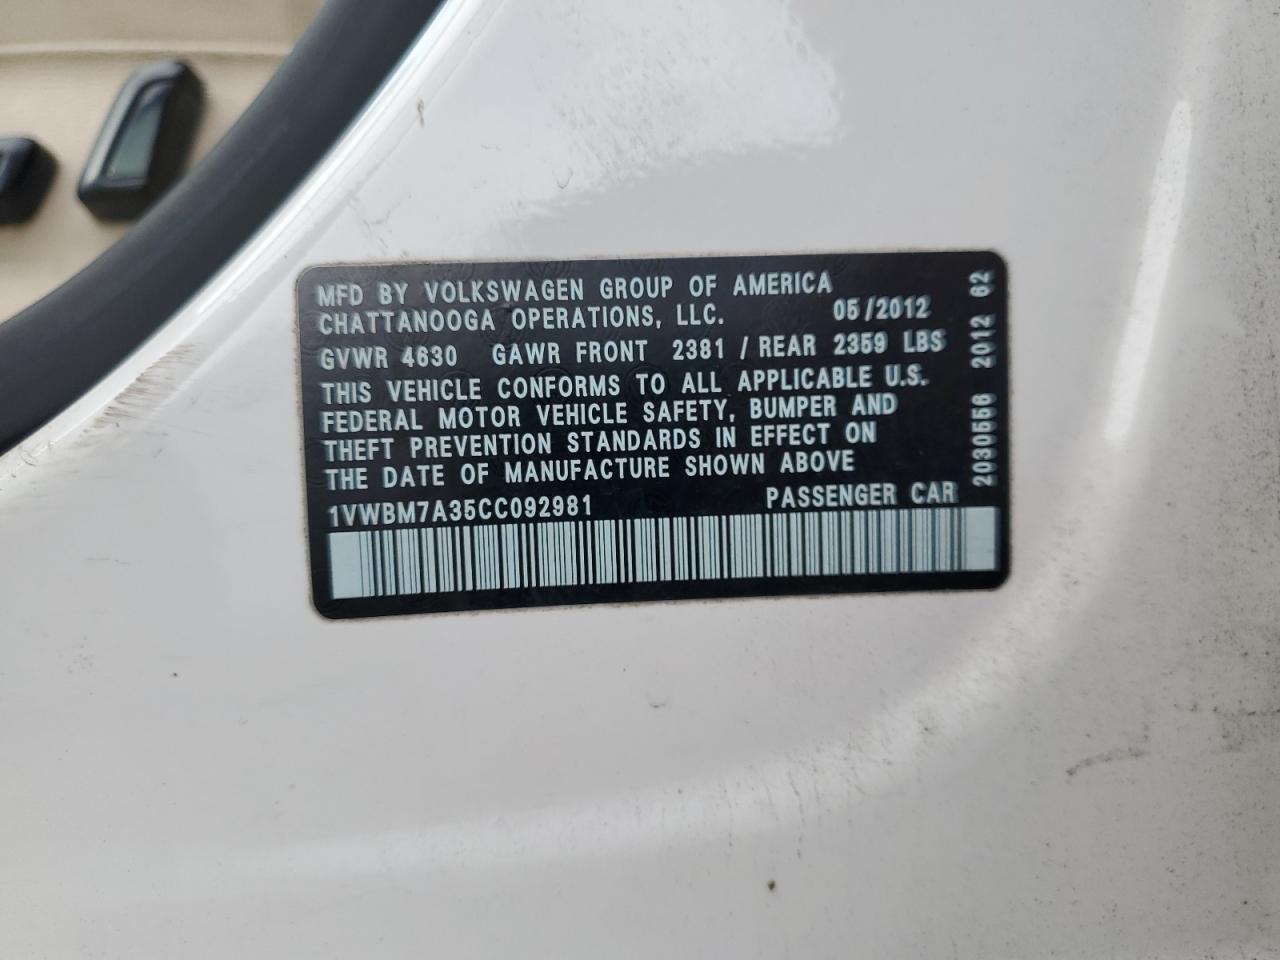 MFD BY VOLKSWAGEN GROUP OF AMERICA
CHATTANOOGA OPERATIONS, LLC. 05/2012
GVWR 4630 GAWR FRONT 2381 / REAR 2359 LBS
THIS VEHICLE CONFORMS TO ALL APPLICABLE U.S.
FEDERAL MOTOR VEHICLE SAFETY, BUMPER AND
THEFT PREVENTION STANDARDS IN EFFECT ON
THE DATE OF MANUFACTURE SHOWN ABOVE
1VWBM7A35CC092981 PASSENGER CAR
2030556 2012 62